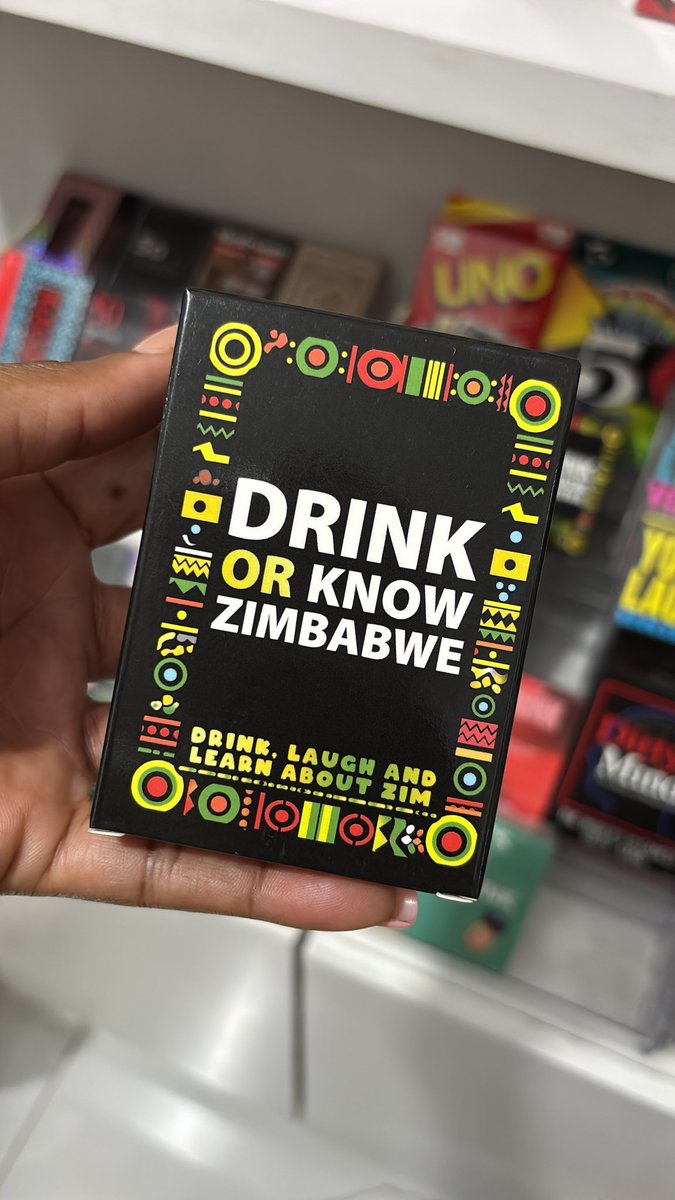 UNO
DRINK
OR KNOW
ZIMBABWE
DRINK, LAUGH AND
LEARN ABOUT ZIM